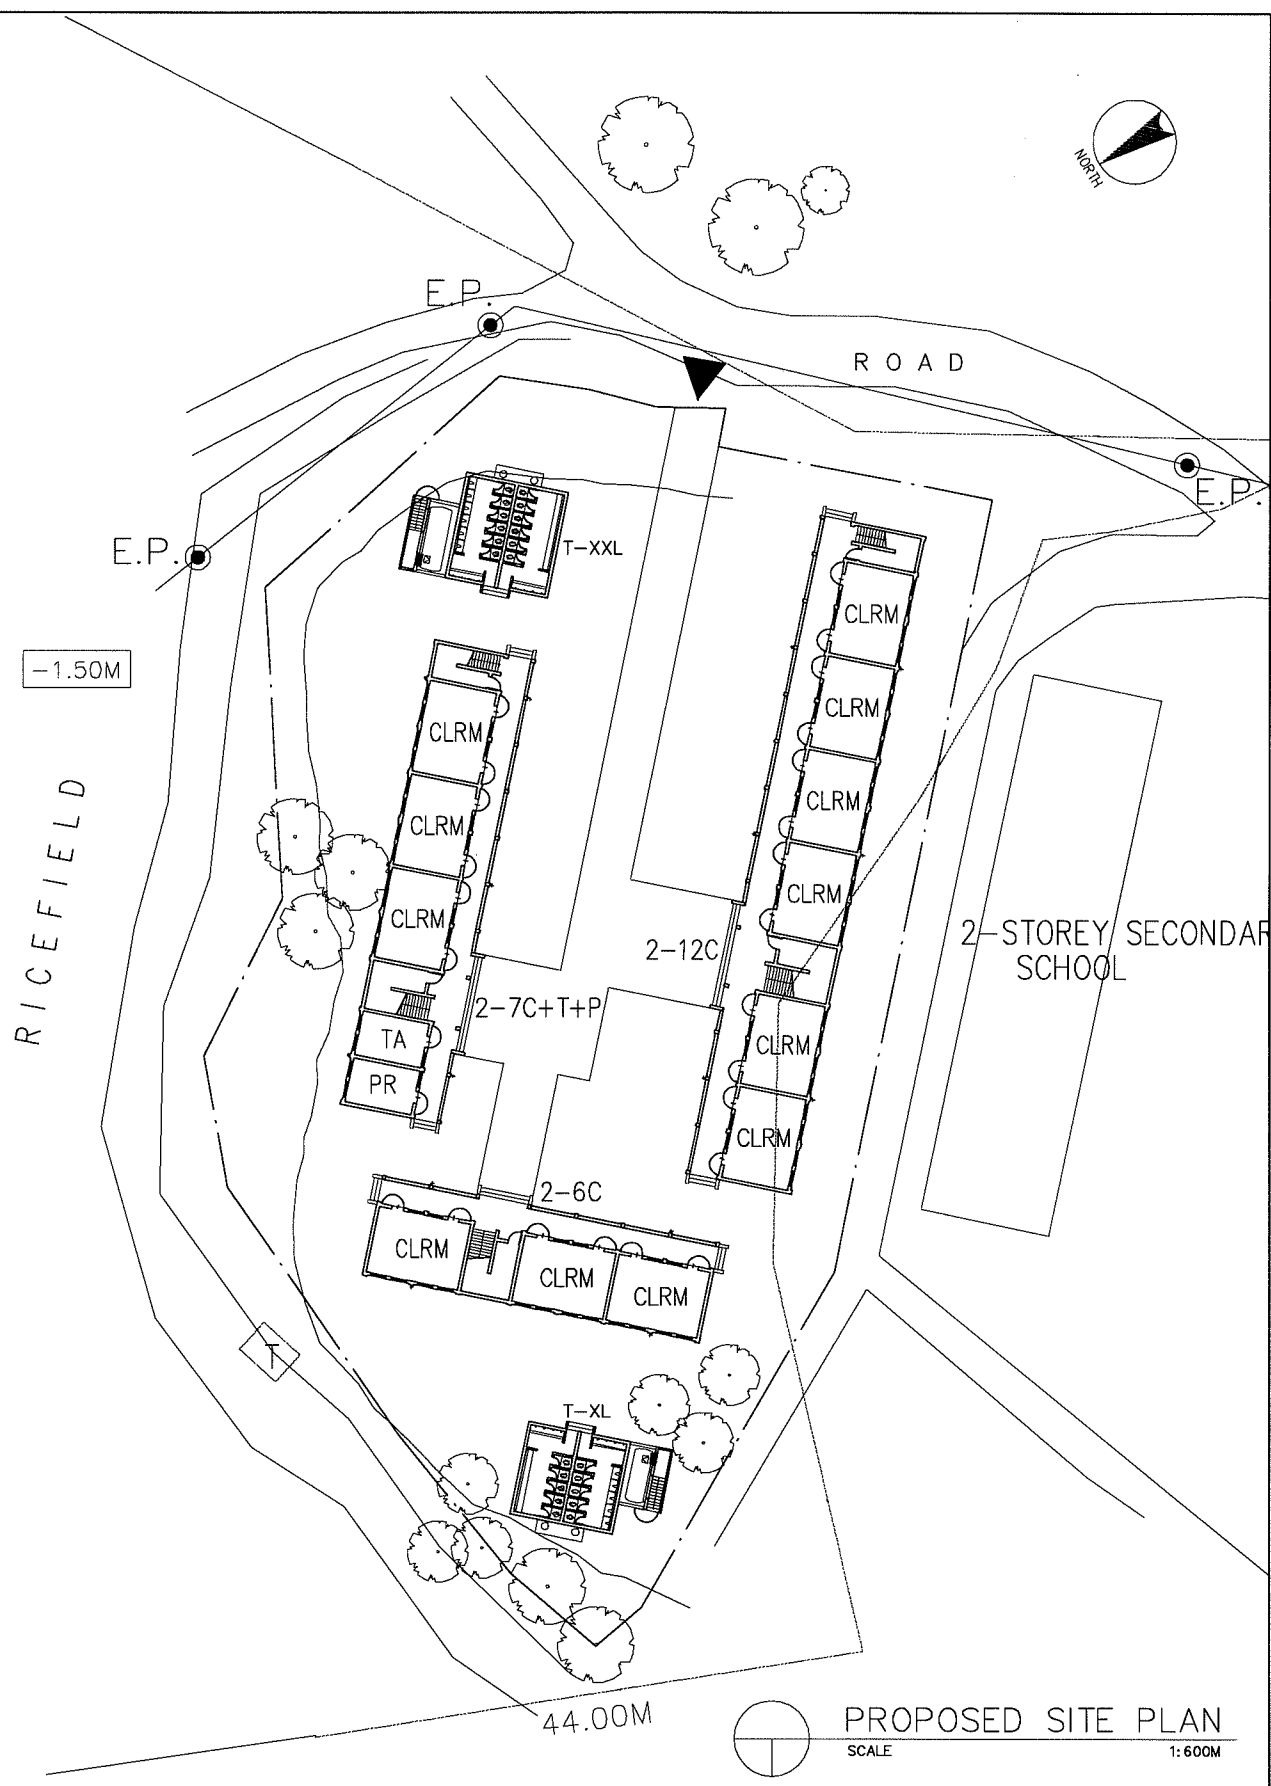 NORTH
E.P.
ROAD
E.P.
E.P.
T-XXL
CLRM
-1.50M
CLRM
CLRM
CLRM
RICEFIELD
CLRM
CLRM
CLRM
CLRM
2-STOREY SECONDAR
SCHOOL
2-12C
2-7C+T+P
TA
CLRM
PR
CLRM
2-6C
CLRM
CLRM
CLRM
T
T-XL
44.00M
PROPOSED SITE PLAN
SCALE 1:600M